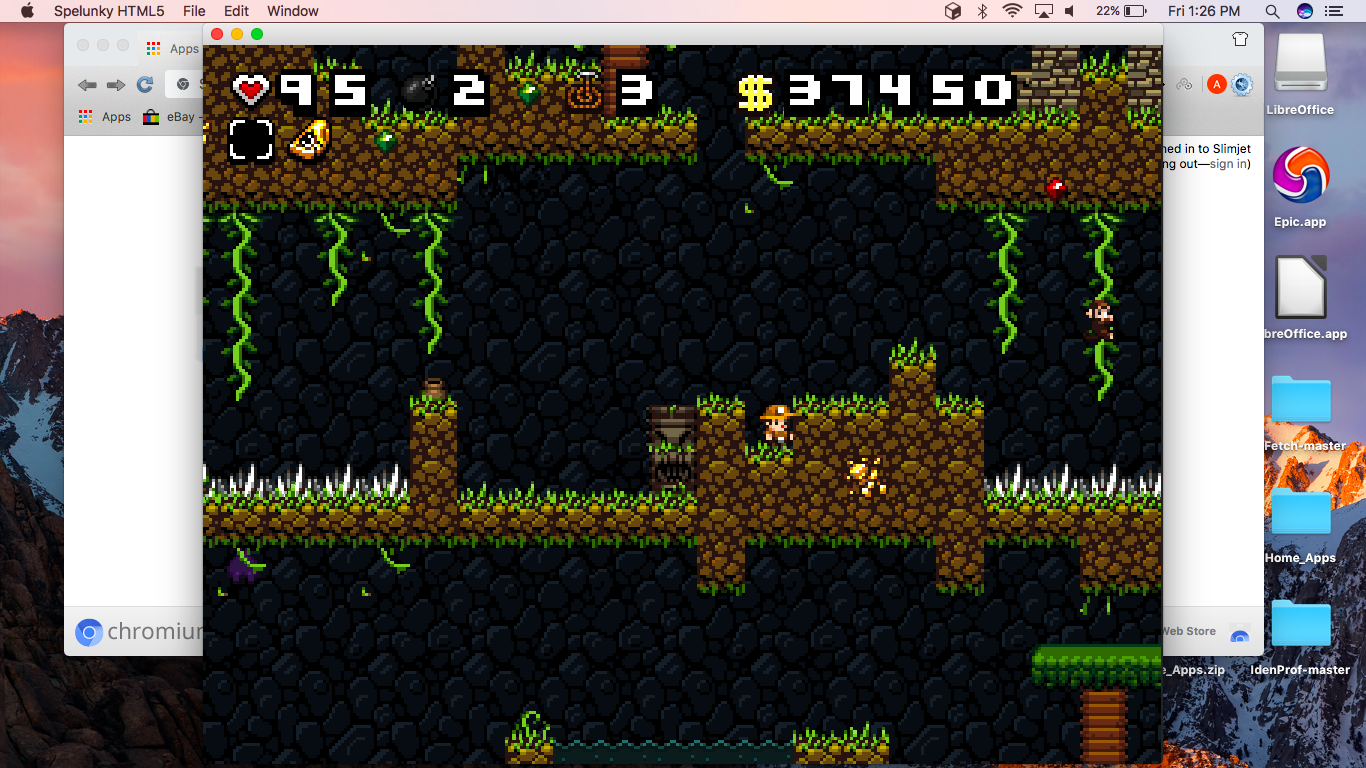 Spelunky HTML5 File Edit Window 22% Fri 1:26 PM
Apps
Apps eBay
A
95 2 3 $37450
ned in to Slimjet
ng out—sign in)
LibreOffice
Epic.app
breOffice.app
Fetch-master
Home_Apps
chromiun
Web Store
e_Apps.zip IdenProf-master